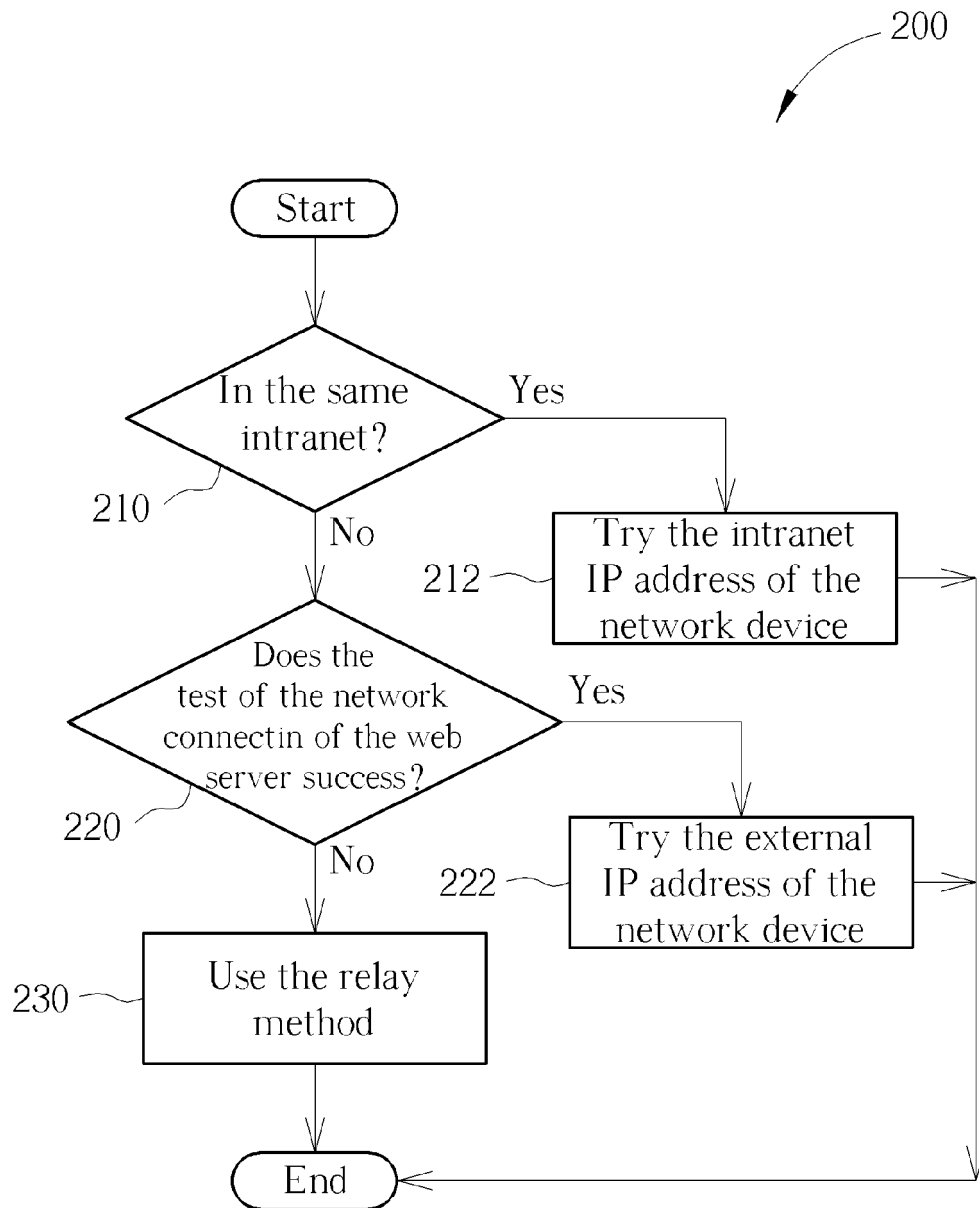 200
Start
In the same
intranet?
Yes
210
No
Try the intranet
IP address of the
network device
212
Does the
test of the network
connectin of the web
server success?
Yes
220
No
Try the external
IP address of the
network device
222
Use the relay
method
230
End